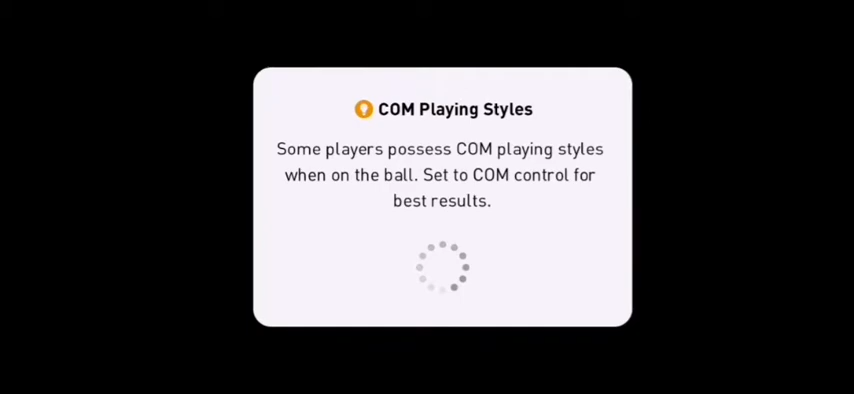 COM Playing Styles
Some players possess COM playing styles
when on the ball. Set to COM control for
best results.